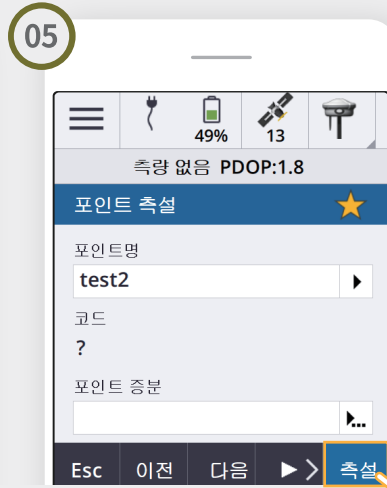 05
49%
13
측량 없음 PDOP:1.8
포인트 측설
포인트명
test2
코드
?
포인트 증분
Esc 이전 다음 측설